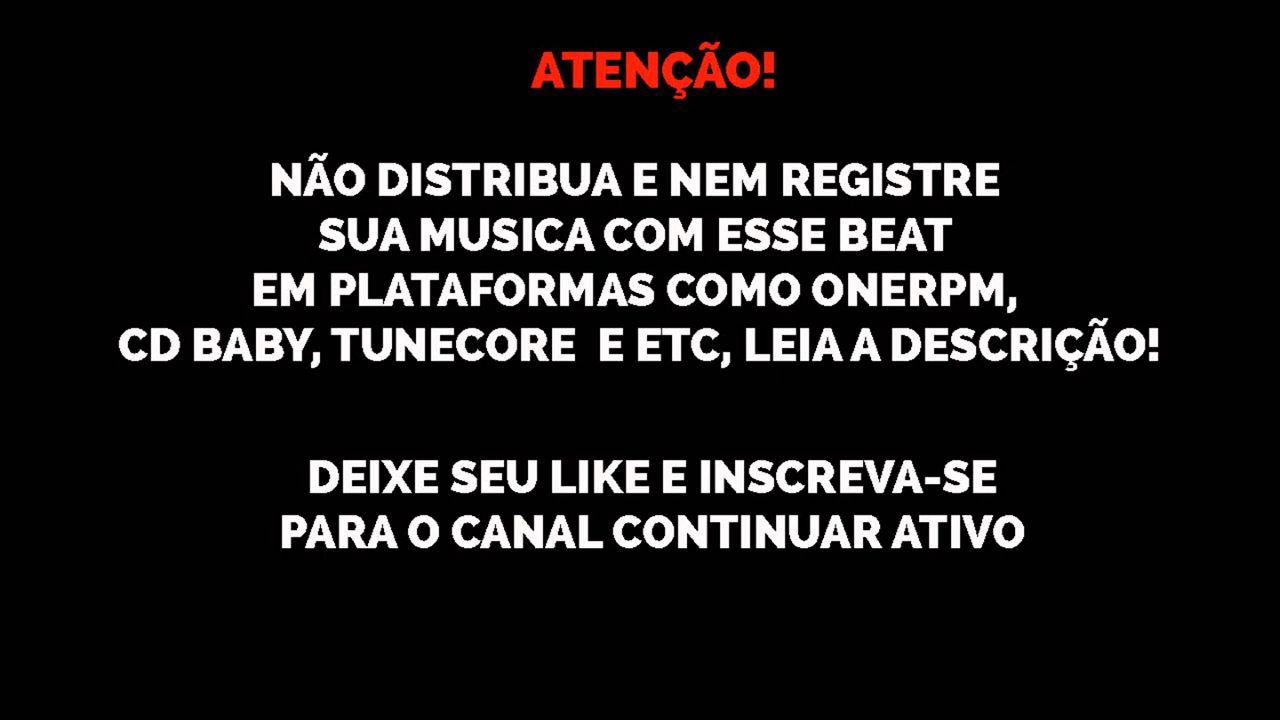 ATENÇÃO!
NÃO DISTRIBUA E NEM REGISTRE
SUA MUSICA COM ESSE BEAT
EM PLATAFORMAS COMO ONERPM,
CD BABY, TUNECORE E ETC, LEIA A DESCRIÇÃO!
DEIXE SEU LIKE E INSCREVA-SE
PARA O CANAL CONTINUAR ATIVO